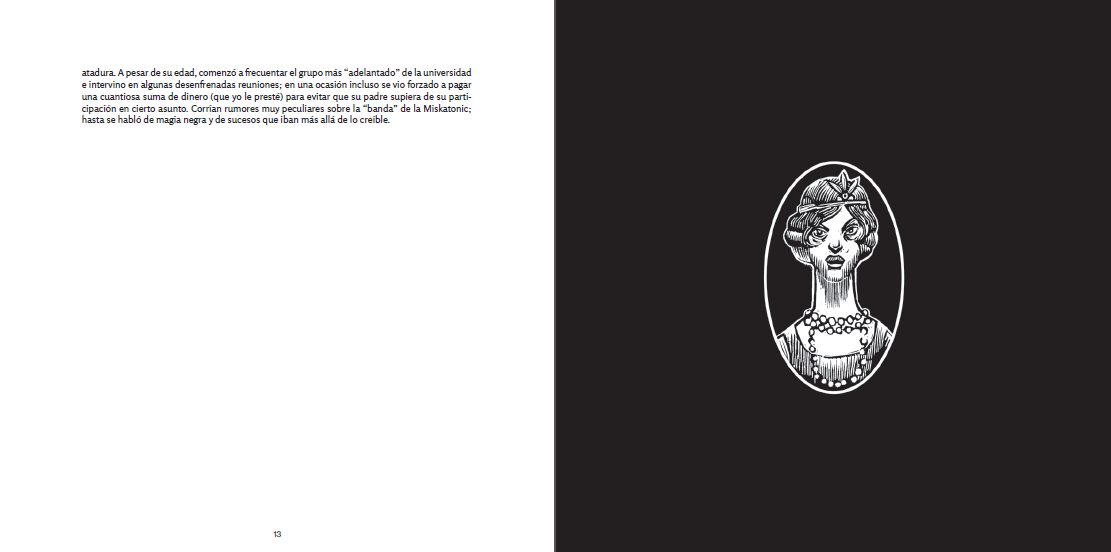 atadura. A pesar de su edad, comenzó a frecuentar el grupo más “adelantado” de la universidad
e intervino en algunas desenfrenadas reuniones; en una ocasión incluso se vio forzado a pagar
una cuantiosa suma de dinero (que yo le presté) para evitar que su padre supiera de su parti-
cipación en cierto asunto. Corrían rumores muy peculiares sobre la “banda” de la Miskatonic;
hasta se habló de magia negra y de sucesos que iban más allá de lo creíble.
13